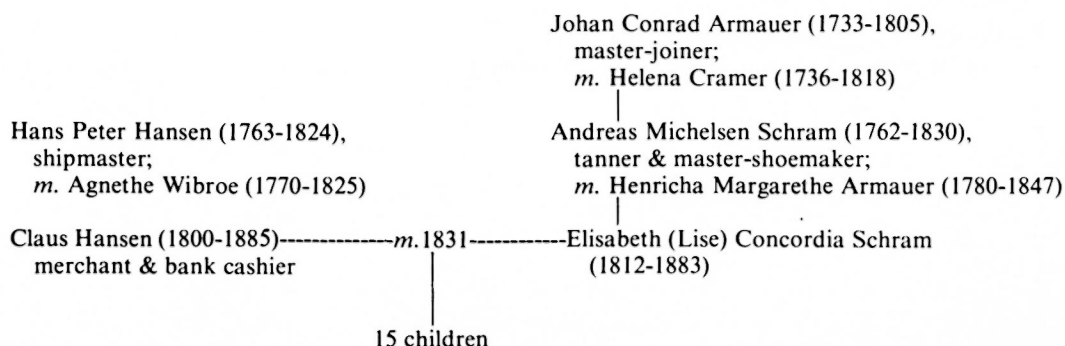 Johan Conrad Armauer (1733-1805),
master-joiner;
m. Helena Cramer (1736-1818)
Hans Peter Hansen (1763-1824),
shipmaster;
m. Agnethe Wibroe (1770-1825)
Andreas Michelsen Schram (1762-1830),
tanner & master-shoemaker;
m. Henricha Margarethe Armauer (1780-1847)
Claus Hansen (1800-1885)--------------m.1831-----------Elisabeth (Lise) Concordia Schram
merchant & bank cashier
(1812-1883)
15 children